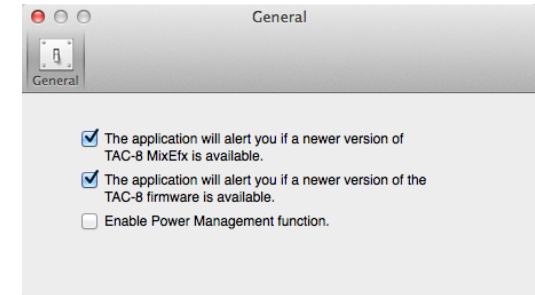 General
General
The application will alert you if a newer version of
TAC-8 MixEfx is available.
The application will alert you if a newer version of the
TAC-8 firmware is available.
Enable Power Management function.